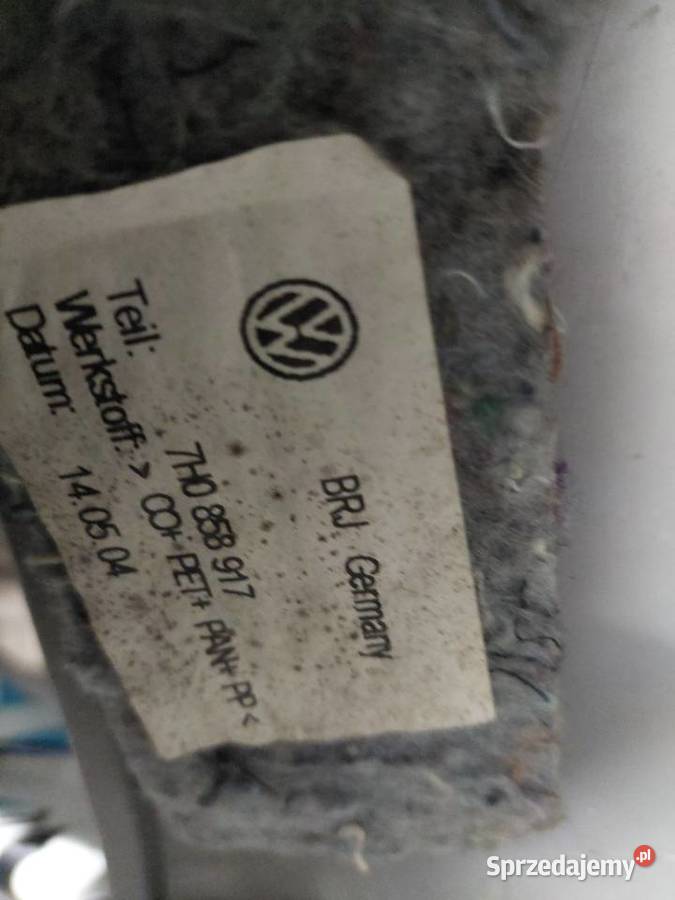 BRJ Germany
Teil: 7H0 858 917
Werkstoff: > CO+ PET+ PAN+ PP <
Datum: 14.05.04
Sprzedajemy.pl